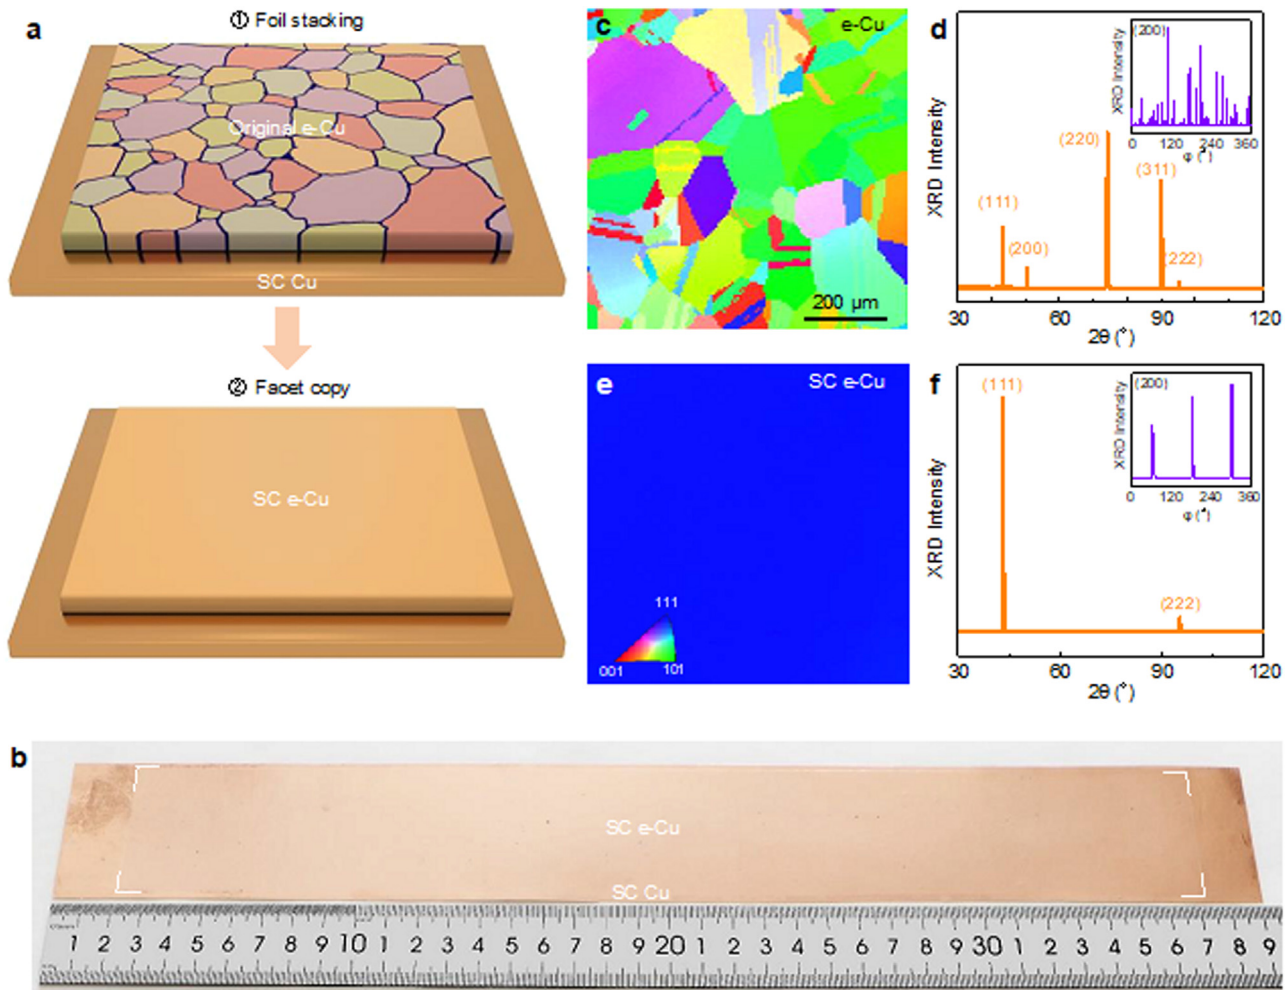 a
① Foil stacking
Original e-Cu
SC Cu
② Facet copy
SC e-Cu
c
e-Cu
200 μm
d
XRD Intensity
(111)
(200)
(220)
(311)
(222)
30 60 90 120
2θ (°)
XRD Intensity
(200)
0 120 240 360
φ (°)
e
SC e-Cu
111
001 101
f
XRD Intensity
(111)
(222)
30 60 90 120
2θ (°)
XRD Intensity
(200)
0 120 240 360
φ (°)
b
SC e-Cu
SC Cu
1 2 3 4 5 6 7 8 9 10 1 2 3 4 5 6 7 8 9 20 1 2 3 4 5 6 7 8 9 30 1 2 3 4 5 6 7 8 9